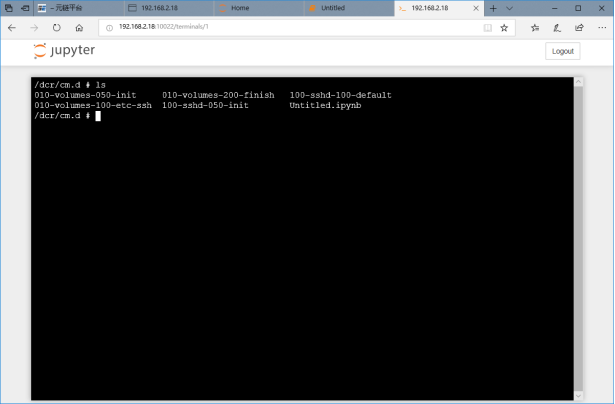 - 元链平台
192.168.2.18
Home
Untitled
192.168.2.18
192.168.2.18:10022/terminals/1
jupyter
Logout
/dcr/cm.d # ls
010-volumes-050-init 010-volumes-200-finish 100-sshd-100-default
010-volumes-100-etc-ssh 100-sshd-050-init Untitled.ipynb
/dcr/cm.d #